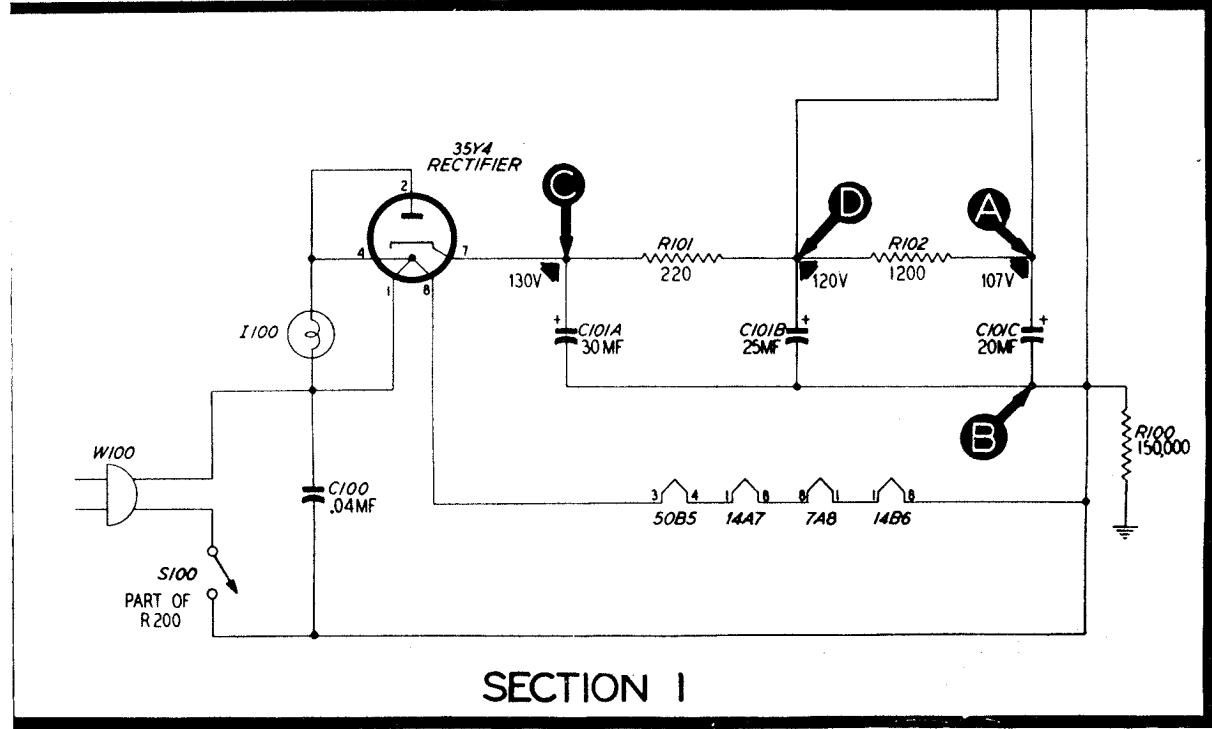 35Y4
RECTIFIER
2
4
7
1
8
C
D
A
R101
220
R102
1200
130V
120V
107V
I100
+
C101A
30MF
C101B
+
25MF
C101C
+
20MF
B
R100
150,000
W100
C100
.04MF
3 4
1 8
8 1
1 8
50B5
14A7
7A8
14B6
S100
PART OF
R200
SECTION 1